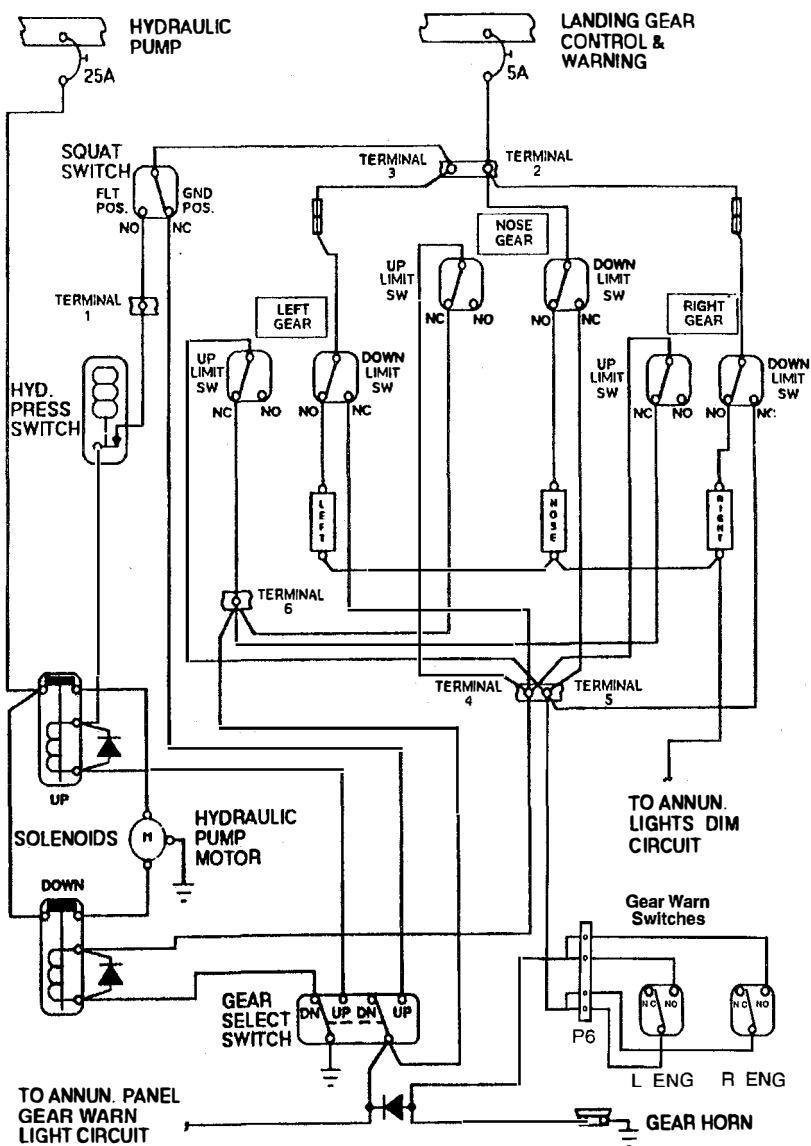 HYDRAULIC
PUMP
25A
LANDING GEAR
CONTROL &
WARNING
5A
SQUAT
SWITCH
FLT
POS.
GND
POS.
NO
NC
TERMINAL
3
TERMINAL
2
NOSE
GEAR
UP
LIMIT
SW
NC
NO
DOWN
LIMIT
SW
NO
NC
TERMINAL
1
LEFT
GEAR
RIGHT
GEAR
UP
LIMIT
SW
NC
NO
DOWN
LIMIT
SW
NO
NC
UP
LIMIT
SW
NC
NO
DOWN
LIMIT
SW
NO
NC
HYD.
PRESS
SWITCH
LEFT
NOSE
RIGHT
TERMINAL
6
TERMINAL
4
TERMINAL
5
UP
SOLENOIDS
M
HYDRAULIC
PUMP
MOTOR
TO ANNUN.
LIGHTS DIM
CIRCUIT
DOWN
Gear Warn
Switches
GEAR
SELECT
SWITCH
DN
UP
DN
UP
P6
NC
NO
NC
NO
L ENG
R ENG
TO ANNUN. PANEL
GEAR WARN
LIGHT CIRCUIT
GEAR HORN